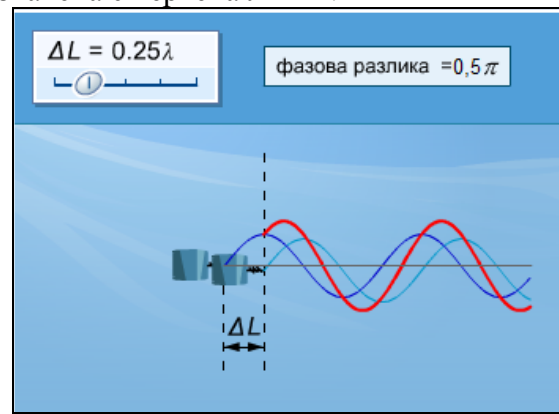 ΔL = 0.25λ
фазова разлика =0,5π
ΔL